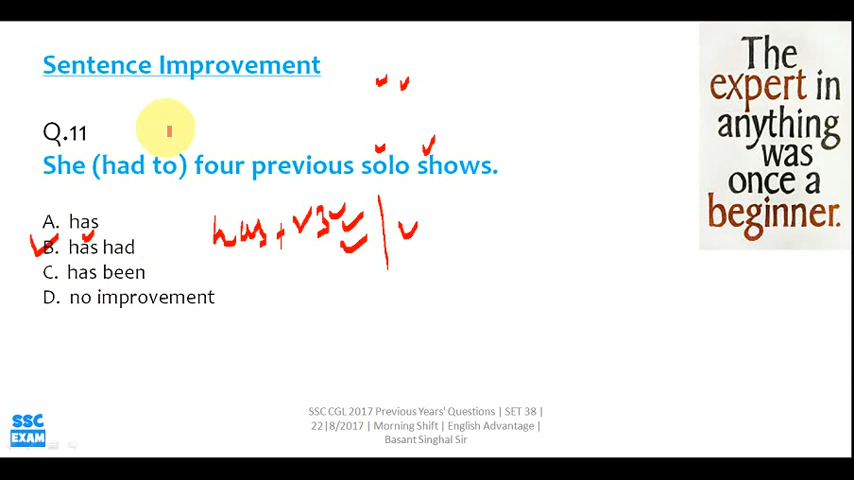 Sentence Improvement
Q.11
She (had to) four previous solo shows.
A. has
B. has had
C. has been
D. no improvement
has + V3
The
expert in
anything
was
once a
beginner.
SSC CGL 2017 Previous Years' Questions | SET 38 |
22|8/2017 | Morning Shift | English Advantage |
Basant Singhal Sir
SSC
EXAM